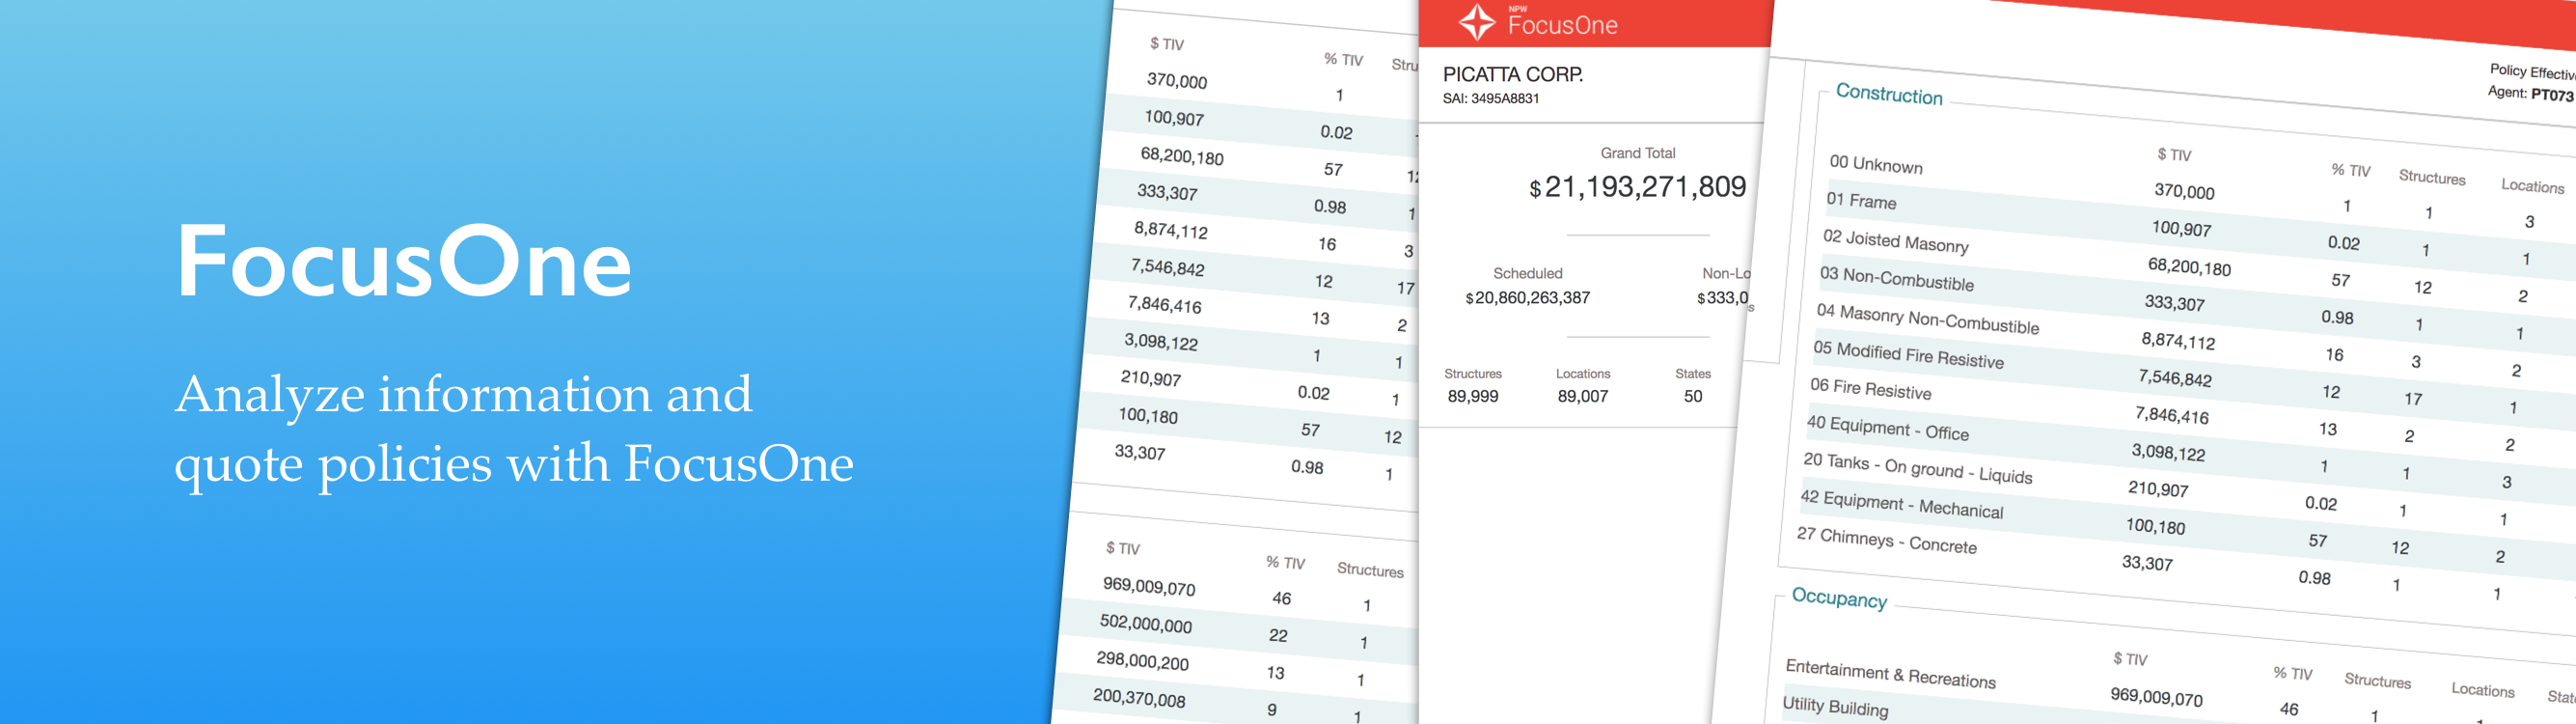 FocusOne
Analyze information and
quote policies with FocusOne
$ TIV % TIV
370,000 1
100,907 0.02
68,200,180 57
333,307 0.98 1
8,874,112 16 3
7,546,842 12 17
7,846,416 13 2
3,098,122 1 1
210,907 0.02 1
100,180 57 12
33,307 0.98 1
$ TIV % TIV Structures
969,009,070 46 1
502,000,000 22 1
298,000,200 13 1
200,370,008 9 1
NPW
FocusOne
PICATTA CORP.
SAI: 3495A8831
Grand Total
$21,193,271,809
Scheduled
$20,860,263,387
Structures Locations States
89,999 89,007 50
Agent: PT073
Construction
$ TIV % TIV Structures Locations
00 Unknown 370,000 1 1 3
01 Frame 100,907 0.02 1 1
02 Joisted Masonry 68,200,180 57 12 2
03 Non-Combustible 333,307 0.98 1 1
04 Masonry Non-Combustible 8,874,112 16 3 2
05 Modified Fire Resistive 7,546,842 12 17 1
06 Fire Resistive 7,846,416 13 2 2
40 Equipment - Office 3,098,122 1 1 3
20 Tanks - On ground - Liquids 210,907 0.02 1 1
42 Equipment - Mechanical 100,180 57 12 2
27 Chimneys - Concrete 33,307 0.98 1 1
Occupancy
$ TIV % TIV Structures Locations
Entertainment & Recreations 969,009,070 46 1
Utility Building